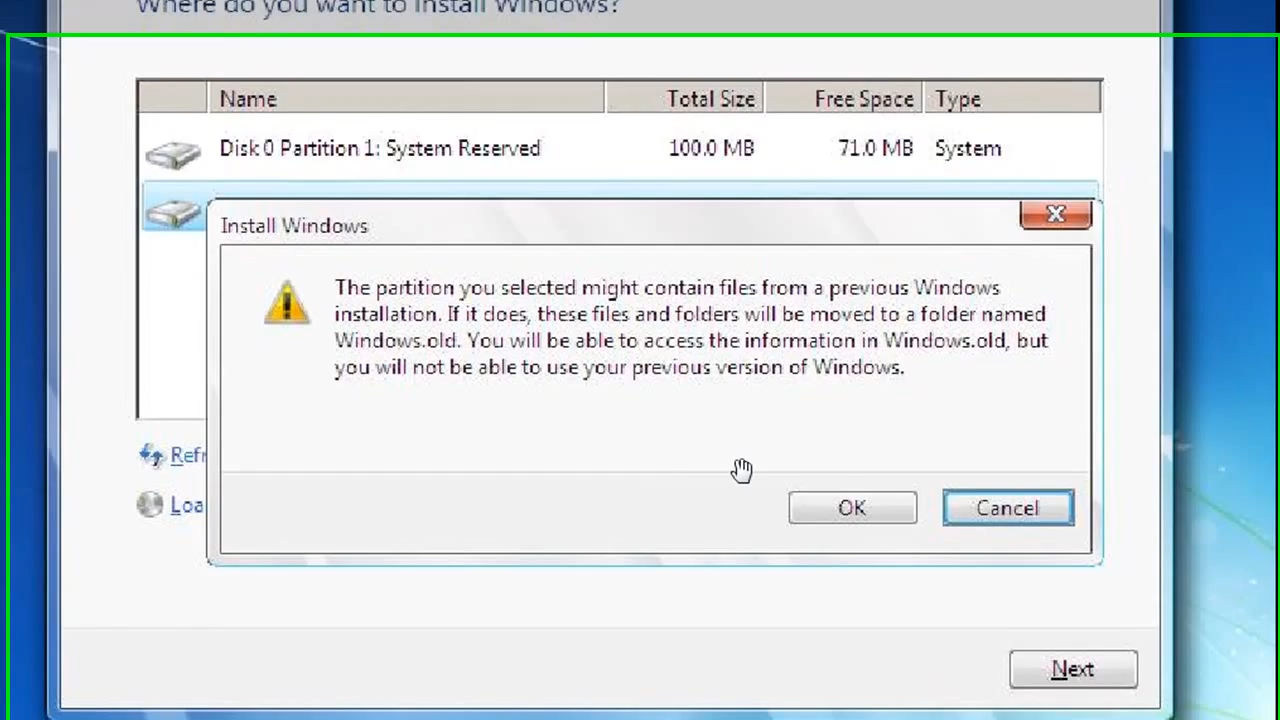 Where do you want to install Windows?
Name Total Size Free Space Type
Disk 0 Partition 1: System Reserved 100.0 MB 71.0 MB System
Install Windows
The partition you selected might contain files from a previous Windows
installation. If it does, these files and folders will be moved to a folder named
Windows.old. You will be able to access the information in Windows.old, but
you will not be able to use your previous version of Windows.
Refr
Loa
OK Cancel
Next